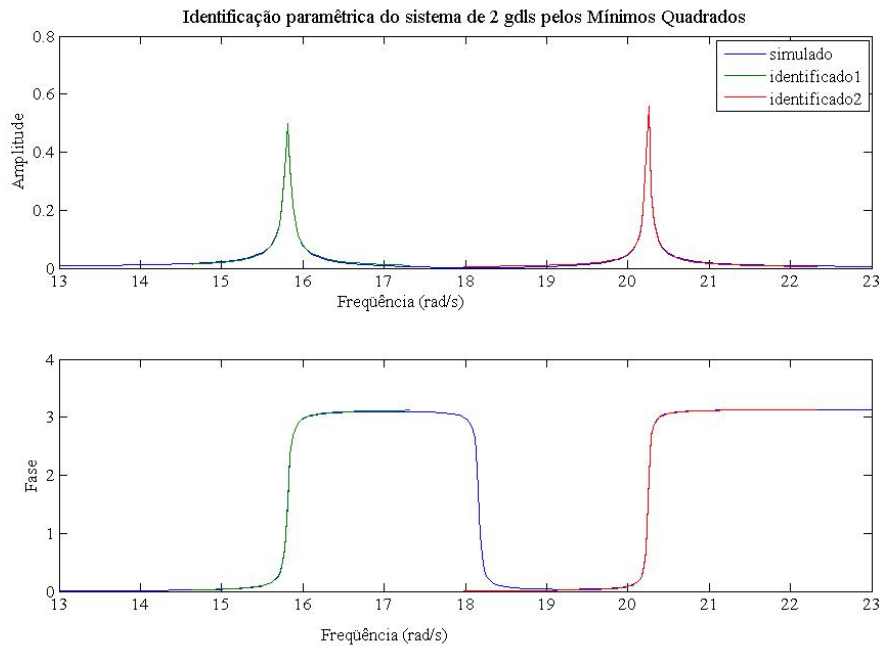 Identificação paramêtrica do sistema de 2 gdls pelos Mínimos Quadrados
simulado
identificado1
identificado2
Amplitude
0.8
0.6
0.4
0.2
0
13 14 15 16 17 18 19 20 21 22 23
Freqüência (rad/s)
Fase
4
3
2
1
0
13 14 15 16 17 18 19 20 21 22 23
Freqüência (rad/s)